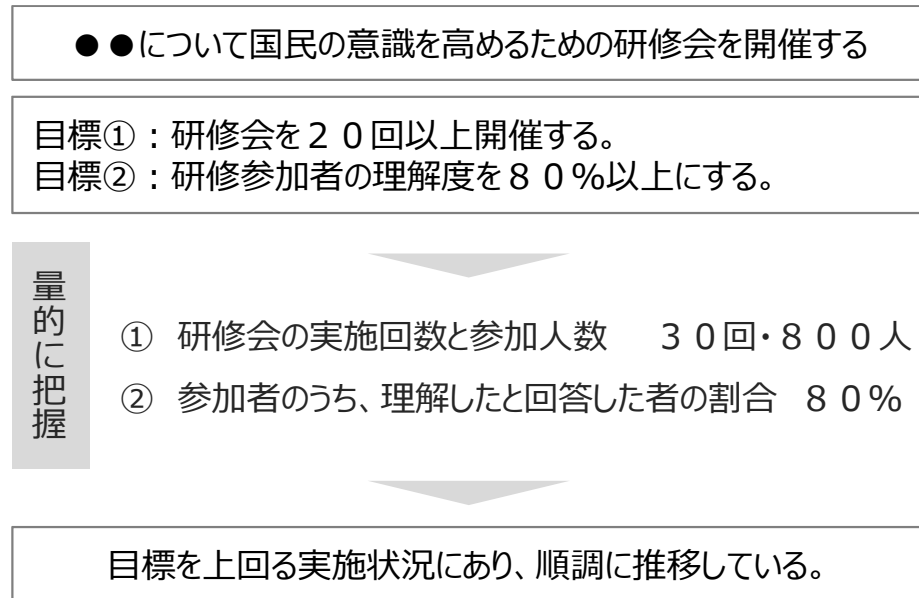 ●●について国民の意識を高めるための研修会を開催する
目標①：研修会を２０回以上開催する。
目標②：研修参加者の理解度を８０％以上にする。
量的に把握
① 研修会の実施回数と参加人数　３０回・８００人
② 参加者のうち、理解したと回答した者の割合　８０％
目標を上回る実施状況にあり、順調に推移している。